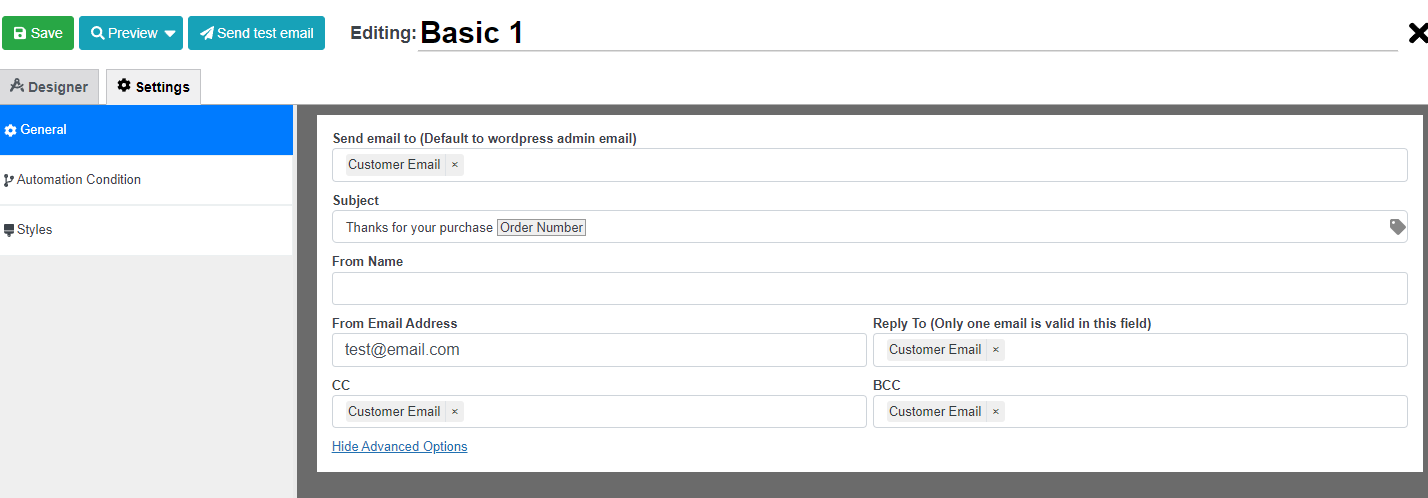 Save Preview Send test email Editing: Basic 1
Designer Settings
General
Automation Condition
Styles
Send email to (Default to wordpress admin email)
Customer Email ×
Subject
Thanks for your purchase Order Number
From Name
From Email Address Reply To (Only one email is valid in this field)
test@email.com Customer Email ×
CC BCC
Customer Email × Customer Email ×
Hide Advanced Options